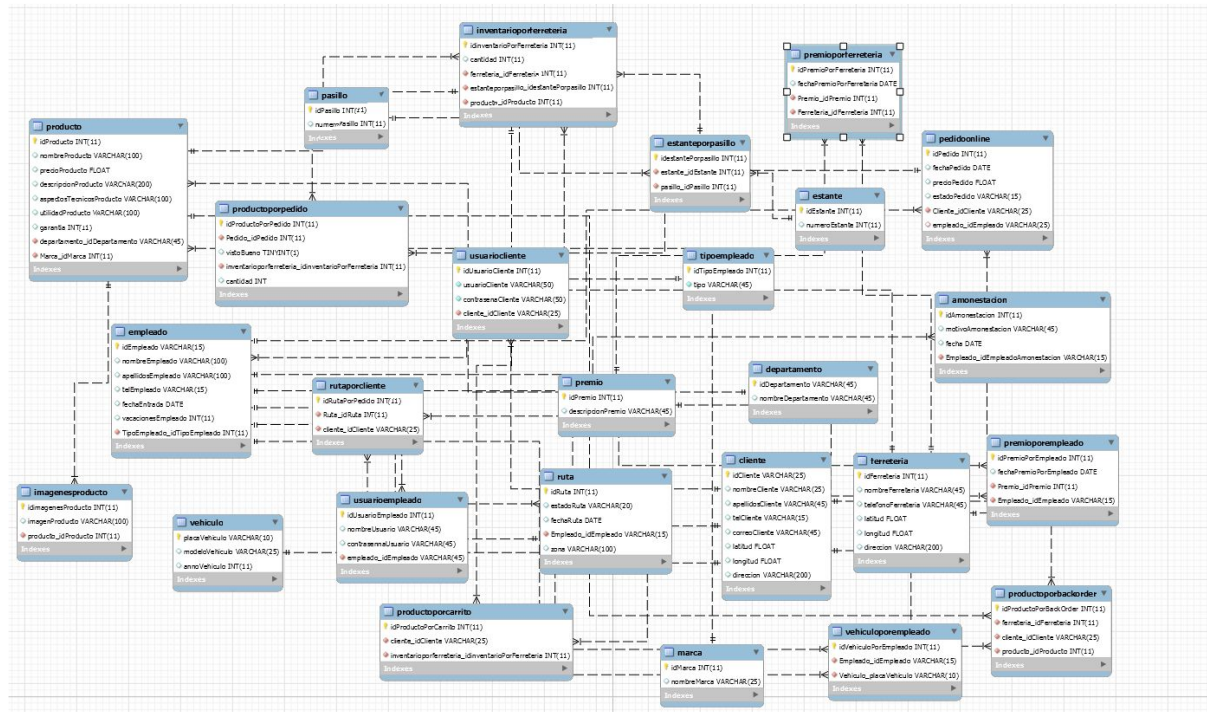 inventarioporferreteria
idinventarioPorFerreteria INT(11)
cantidad INT(11)
ferreteria_idFerreteria INT(11)
estanteporpasillo_idestantePorpasillo INT(11)
producto_idProducto INT(11)
Indexes
premioporferreteria
idPremioPorFerreteria INT(11)
fechaPremioPorFerreteria DATE
Premio_idPremio INT(11)
Ferreteria_idFerreteria INT(11)
Indexes
pasillo
idPasillo INT(11)
numeroPasillo INT(11)
Indexes
producto
idProducto INT(11)
nombreProducto VARCHAR(100)
precioProducto FLOAT
descripcionProducto VARCHAR(200)
aspectosTecnicosProducto VARCHAR(100)
utilidadProducto VARCHAR(100)
garantia INT(11)
departamento_idDepartamento VARCHAR(45)
Marca_idMarca INT(11)
Indexes
estanteporpasillo
idestantePorpasillo INT(11)
estante_idEstante INT(11)
pasillo_idPasillo INT(11)
Indexes
pedidoonline
idPedido INT(11)
fechaPedido DATE
precioPedido FLOAT
estadoPedido VARCHAR(15)
Cliente_idCliente VARCHAR(25)
empleado_idEmpleado VARCHAR(25)
Indexes
estante
idEstante INT(11)
numeroEstante INT(11)
Indexes
productoporpedido
idProductoPorPedido INT(11)
Pedido_idPedido INT(11)
vistoBueno TINYINT(1)
inventarioporferreteria_idinventarioPorFerreteria INT(11)
cantidad INT
Indexes
usuariocliente
idUsuarioCliente INT(11)
usuarioCliente VARCHAR(50)
contrasenaCliente VARCHAR(50)
cliente_idCliente VARCHAR(25)
Indexes
tipoempleado
idTipoEmpleado INT(11)
tipo VARCHAR(45)
Indexes
amonestacion
idAmonestacion INT(11)
motivoAmonestacion VARCHAR(45)
fecha DATE
Empleado_idEmpleadoAmonestacion VARCHAR(15)
Indexes
empleado
idEmpleado VARCHAR(15)
nombreEmpleado VARCHAR(100)
apellidosEmpleado VARCHAR(100)
telEmpleado VARCHAR(15)
fechaEntrada DATE
vacacionesEmpleado INT(11)
TipoEmpleado_idTipoEmpleado INT(11)
Indexes
rutaporcliente
idRutaPorPedido INT(11)
Ruta_idRuta INT(11)
cliente_idCliente VARCHAR(25)
Indexes
premio
idPremio INT(11)
descripcionPremio VARCHAR(45)
Indexes
departamento
idDepartamento VARCHAR(45)
nombreDepartamento VARCHAR(45)
Indexes
premioporempleado
idPremioPorEmpleado INT(11)
fechaPremioPorEmpleado DATE
Premio_idPremio INT(11)
Empleado_idEmpleado VARCHAR(15)
Indexes
cliente
idCliente VARCHAR(25)
nombreCliente VARCHAR(25)
apellidosCliente VARCHAR(45)
telCliente VARCHAR(15)
correoCliente VARCHAR(45)
latitud FLOAT
longitud FLOAT
direccion VARCHAR(200)
Indexes
ferreteria
idFerreteria INT(11)
nombreFerreteria VARCHAR(45)
telefonoFerreteria VARCHAR(45)
latitud FLOAT
longitud FLOAT
direccion VARCHAR(200)
Indexes
ruta
idRuta INT(11)
estadoRuta VARCHAR(20)
fechaRuta DATE
Empleado_idEmpleado VARCHAR(15)
zona VARCHAR(100)
Indexes
imagenesproducto
idimagenesProducto INT(11)
imagenProducto VARCHAR(100)
producto_idProducto INT(11)
Indexes
usuarioempleado
idUsuarioEmpleado INT(11)
nombreUsuario VARCHAR(45)
contrasennaUsuario VARCHAR(45)
empleado_idEmpleado VARCHAR(45)
Indexes
vehiculo
placaVehiculo VARCHAR(10)
modeloVehiculo VARCHAR(25)
annoVehiculo INT(11)
Indexes
productoporbackorder
idProductoPorBackOrder INT(11)
ferreteria_idFerreteria INT(11)
cliente_idCliente VARCHAR(25)
producto_idProducto INT(11)
Indexes
productoporcarrito
idProductoPorCarrito INT(11)
cliente_idCliente VARCHAR(25)
inventarioporferreteria_idinventarioPorFerreteria INT(11)
Indexes
vehiculoporempleado
idVehiculoPorEmpleado INT(11)
Empleado_idEmpleado VARCHAR(15)
Vehiculo_placaVehiculo VARCHAR(10)
Indexes
marca
idMarca INT(11)
nombreMarca VARCHAR(25)
Indexes